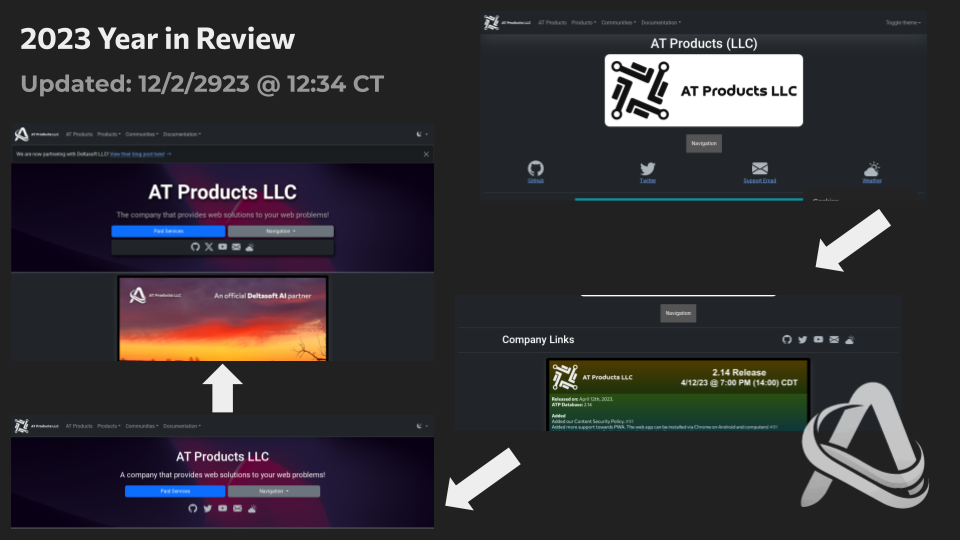 2023 Year in Review
Updated: 12/2/2923 @ 12:34 CT
AT Products LLC AT Products Products Communities Documentation Toggle theme
AT Products (LLC)
AT Products LLC
Navigation
GitHub Twitter Support Email Weather
AT Products LLC AT Products Products Communities Documentation
We are now partnering with Deltasoft LLC! View that blog post here! →
AT Products LLC
The company that provides web solutions to your web problems!
Paid Services Navigation
AT Products LLC An official Deltasoft AI partner
Navigation
Company Links
AT Products LLC
2.14 Release
4/12/23 @ 7:00 PM (14:00) CDT
Released on: April 12th, 2023.
ATP Database: 2.14
Added
Added our Content Security Policy. #191
Added more support towards PWA. The web app can be installed via Chrome on Android and computers!
AT Products LLC AT Products Products Communities Documentation
AT Products LLC
A company that provides web solutions to your web problems!
Paid Services Navigation